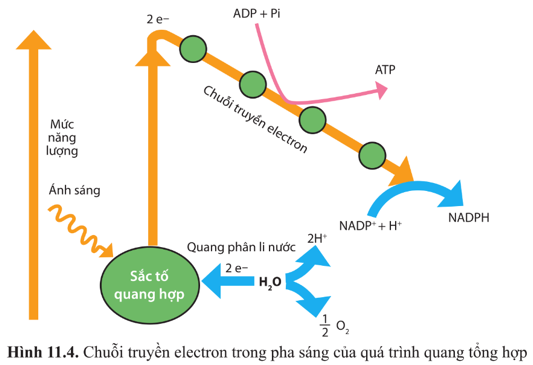 2 e⁻
ADP + Pi
ATP
Chuỗi truyền electron
Mức
năng
lượng
Ánh sáng
NADP⁺ + H⁺
NADPH
Quang phân li nước
2H⁺
Sắc tố
quang hợp
2 e⁻
H₂O
1/2 O₂
Hình 11.4. Chuỗi truyền electron trong pha sáng của quá trình quang tổng hợp